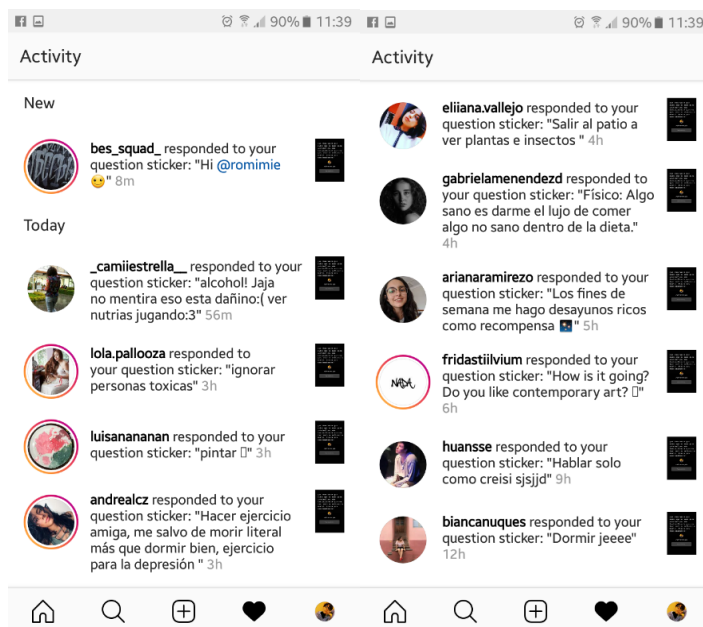 90% 11:39
Activity
New
bes_squad_ responded to your
question sticker: "Hi @romimie
😊" 8m
Today
_camiiestrella__ responded to your
question sticker: "alcohol! Jaja
no mentira eso esta dañino:( ver
nutrias jugando:3" 56m
lola.pallooza responded to
your question sticker: "ignorar
personas toxicas" 3h
luisanananan responded to your
question sticker: "pintar ▯" 3h
andrealcz responded to your
question sticker: "Hacer ejercicio
amiga, me salvo de morir literal
más que dormir bien, ejercicio
para la depresión " 3h
90% 11:39
Activity
eliiana.vallejo responded to your
question sticker: "Salir al patio a
ver plantas e insectos " 4h
gabrielamenendezd responded to
your question sticker: "Físico: Algo
sano es darme el lujo de comer
algo no sano dentro de la dieta."
4h
arianaramirezo responded to your
question sticker: "Los fines de
semana me hago desayunos ricos
como recompensa 🌌" 5h
NADA
fridastiilvium responded to your
question sticker: "How is it going?
Do you like contemporary art? ▯"
6h
huansse responded to your
question sticker: "Hablar solo
como creisi sjsjjd" 9h
biancanuques responded to your
question sticker: "Dormir jeeee"
12h